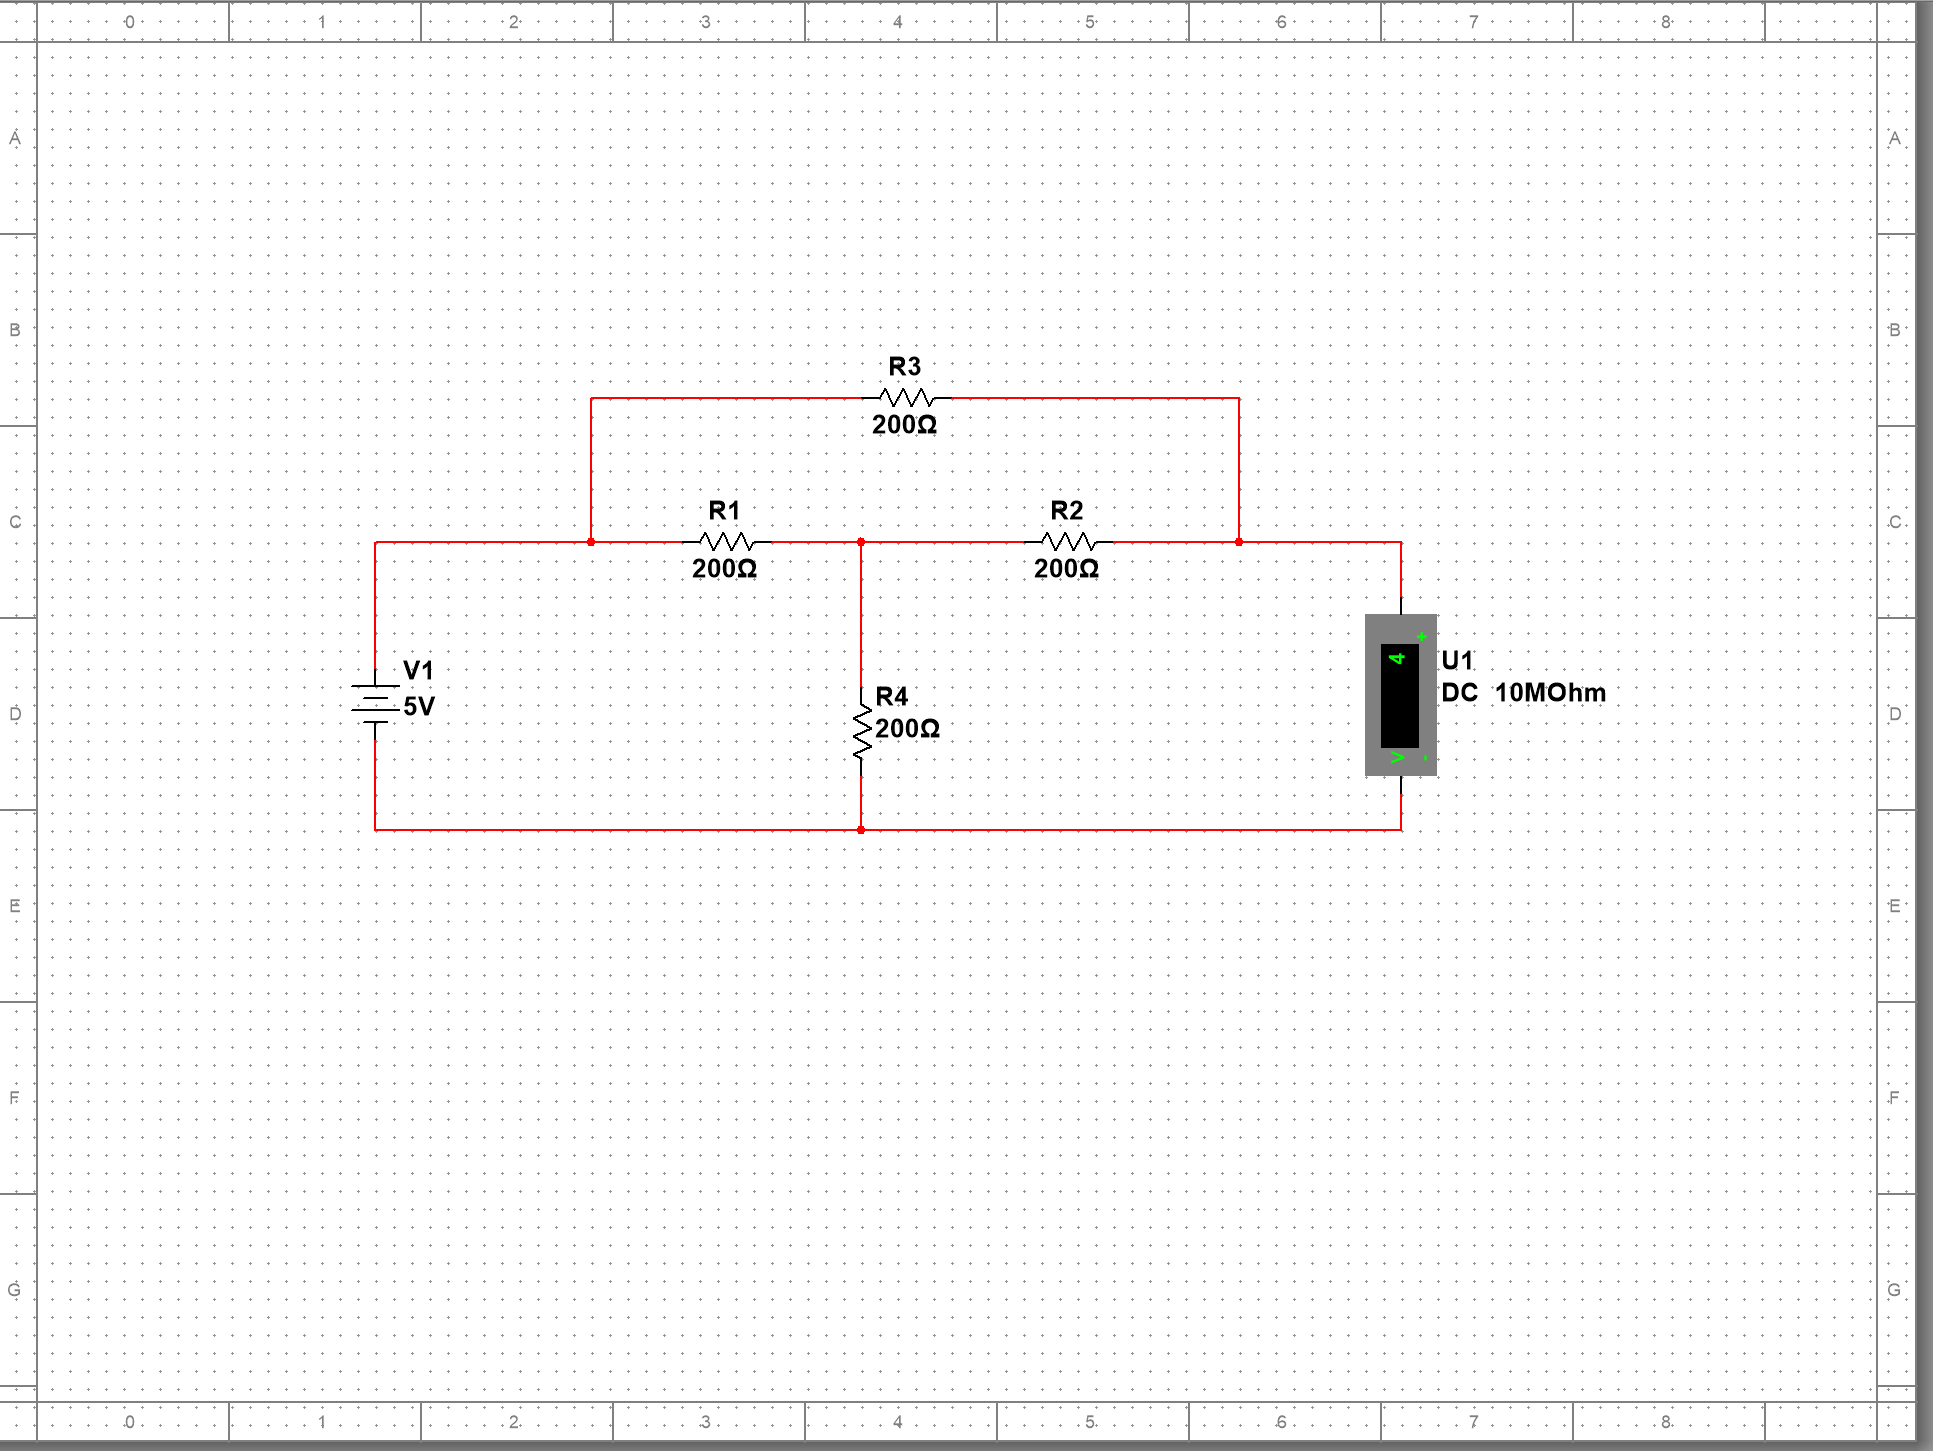 0 1 2 3 4 5 6 7 8
A A
B B
R3
200Ω
C C
R1 R2
200Ω 200Ω
V1
5V
R4
200Ω
+
4
V
-
U1
DC 10MOhm
D D
E E
F F
G G
0 1 2 3 4 5 6 7 8